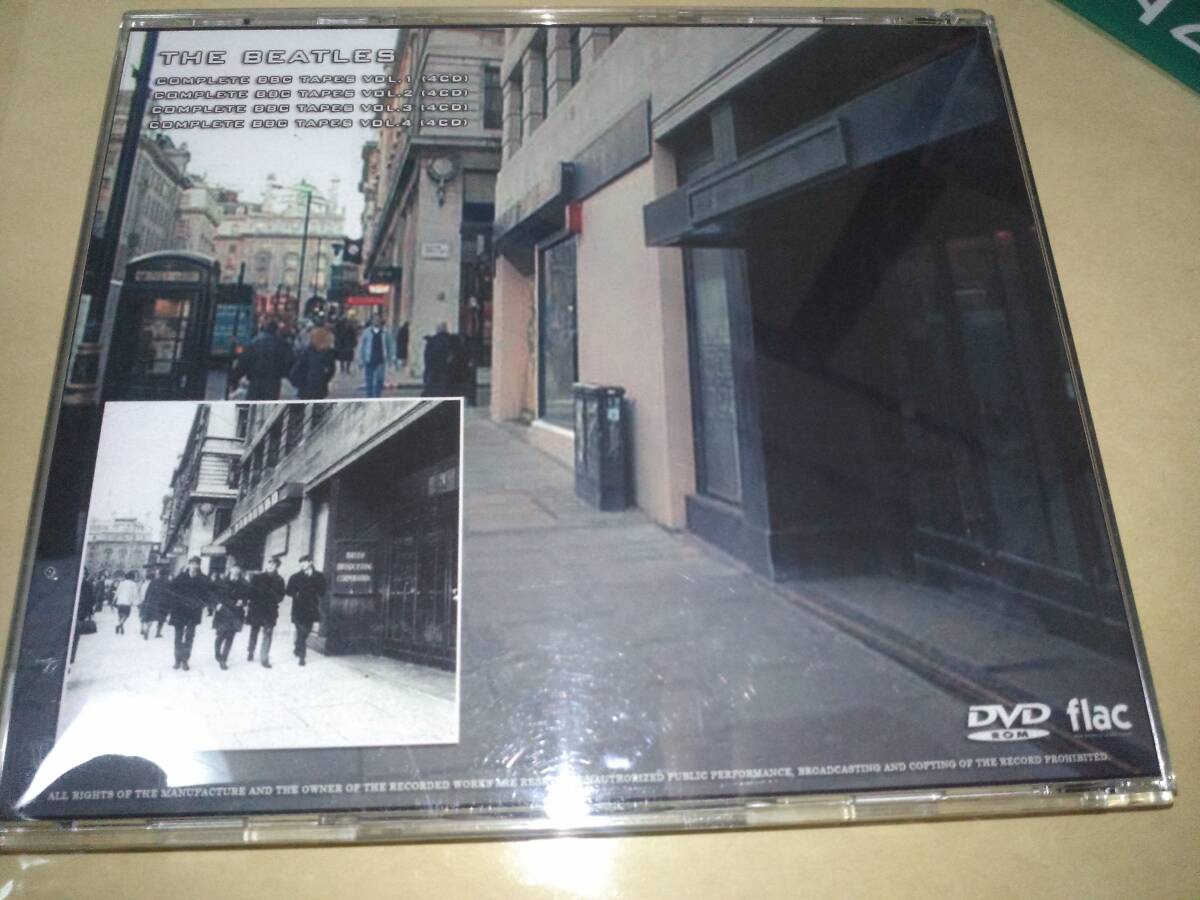 THE BEATLES
COMPLETE BBC TAPES VOL.1 (4CD)
COMPLETE BBC TAPES VOL.2 (4CD)
COMPLETE BBC TAPES VOL.3 (4CD)
COMPLETE BBC TAPES VOL.4 (4CD)
BRITISH
BROADCASTING
CORPORATION
DVD
ROM
flac
ALL RIGHTS OF THE MANUFACTURE AND THE OWNER OF THE RECORDED WORKS ARE UNAUTHORIZED PUBLIC PERFORMANCE, BROADCASTING AND COPYING OF THE RECORD PROHIBITED